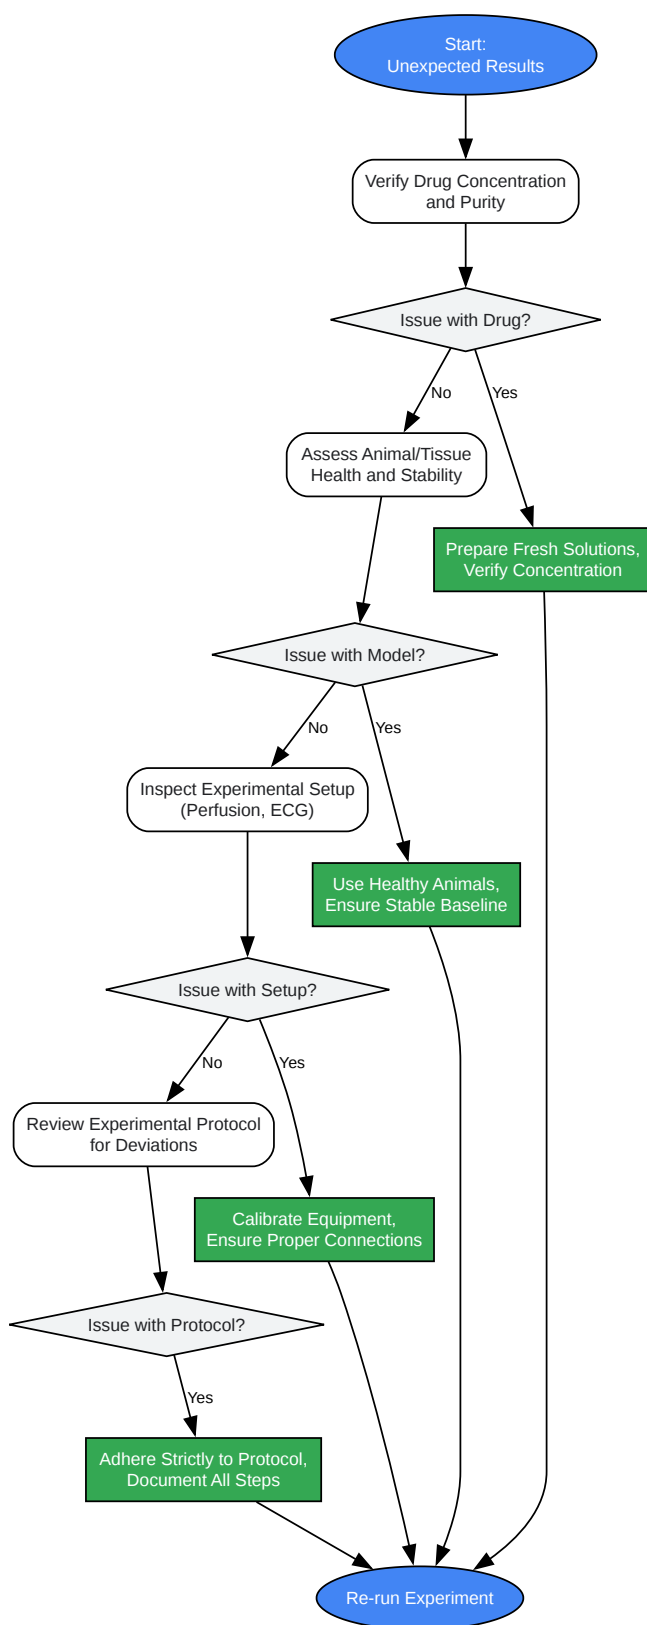 Start:
Unexpected Results
Verify Drug Concentration
and Purity
Issue with Drug?
No
Yes
Assess Animal/Tissue
Health and Stability
Prepare Fresh Solutions,
Verify Concentration
Issue with Model?
No
Yes
Inspect Experimental Setup
(Perfusion, ECG)
Use Healthy Animals,
Ensure Stable Baseline
Issue with Setup?
No
Yes
Review Experimental Protocol
for Deviations
Calibrate Equipment,
Ensure Proper Connections
Issue with Protocol?
Yes
Adhere Strictly to Protocol,
Document All Steps
Re-run Experiment